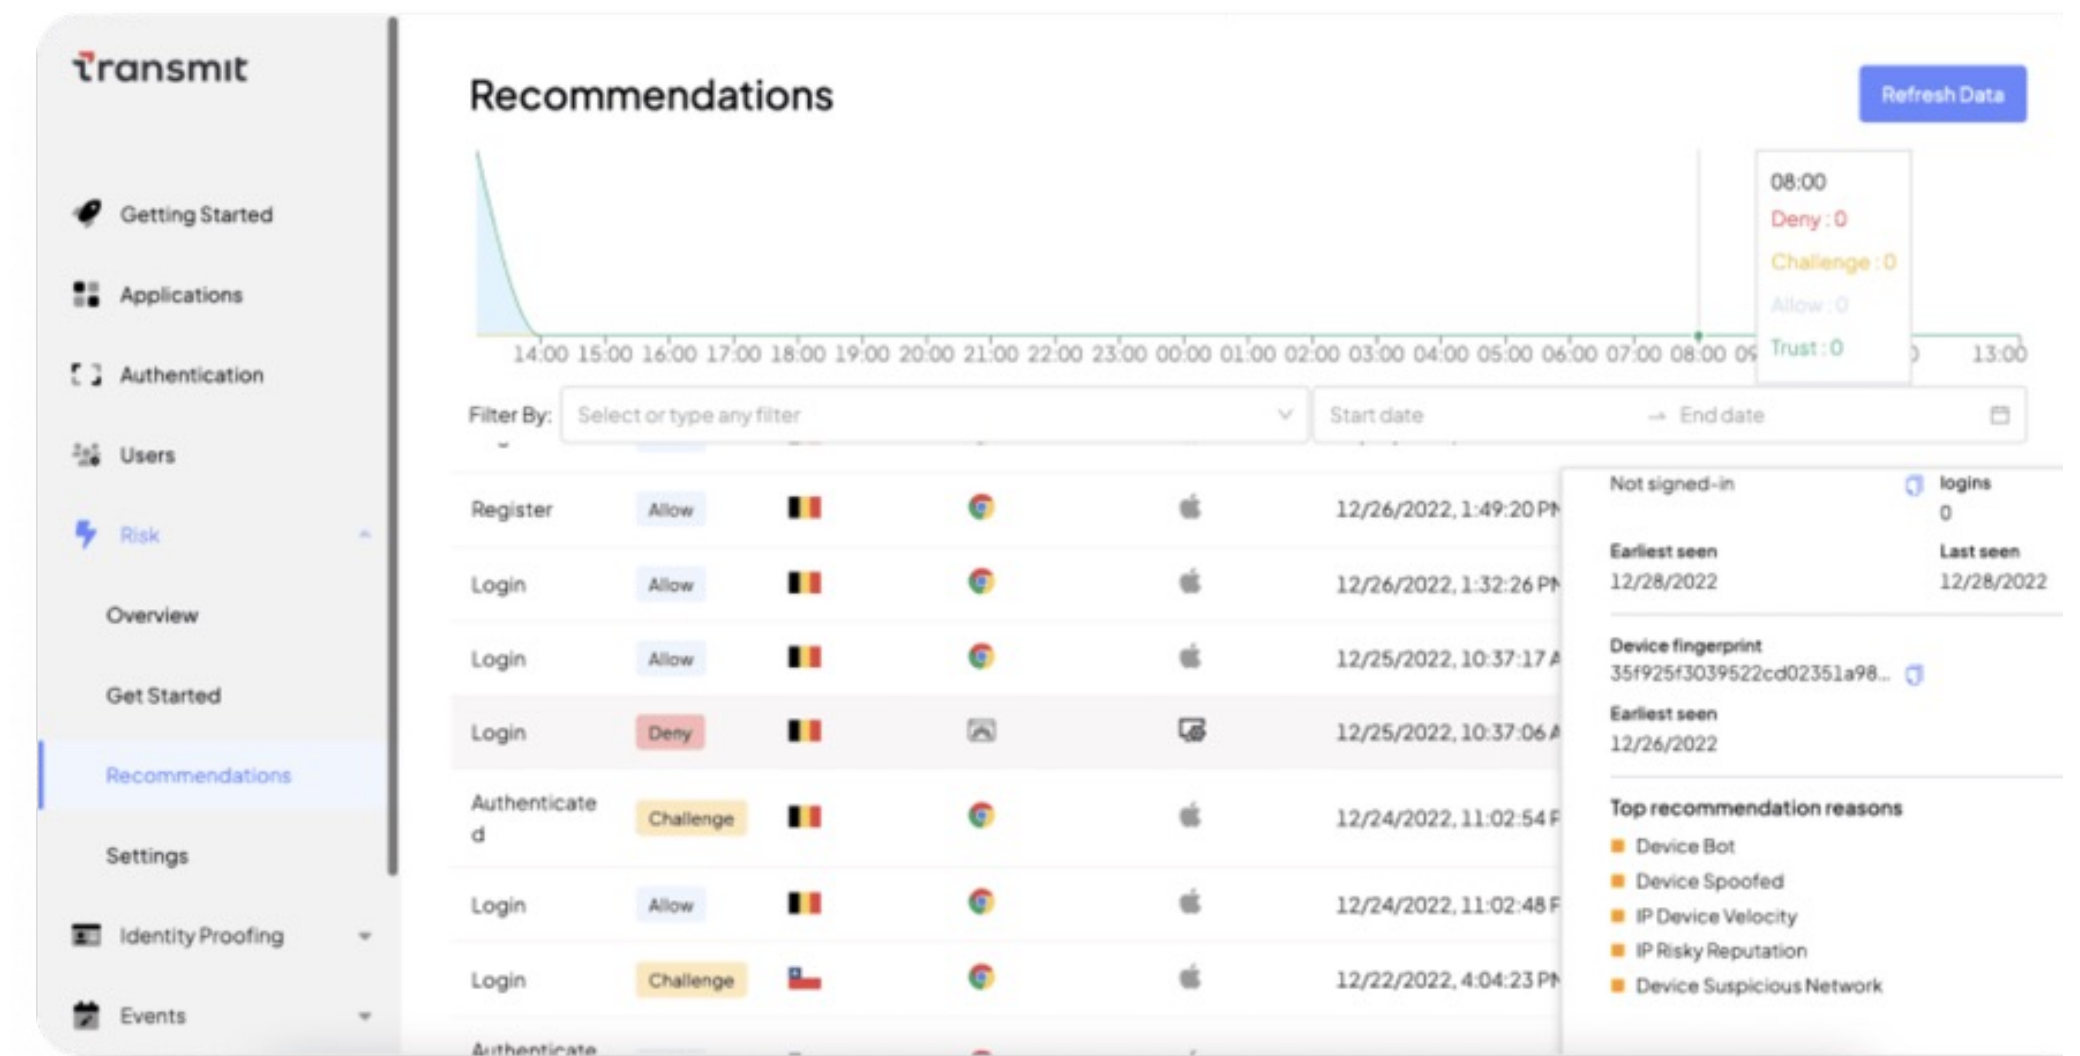 Transmit
Getting Started
Applications
Authentication
Users
Risk
Overview
Get Started
Recommendations
Settings
Identity Proofing
Events
Recommendations
Refresh Data
08:00
Deny : 0
Challenge : 0
Allow : 0
Trust : 0
14:00 15:00 16:00 17:00 18:00 19:00 20:00 21:00 22:00 23:00 00:00 01:00 02:00 03:00 04:00 05:00 06:00 07:00 08:00 09 13:00
Filter By: Select or type any filter Start date → End date
Register Allow 12/26/2022, 1:49:20 PM
Login Allow 12/26/2022, 1:32:26 PM
Login Allow 12/25/2022, 10:37:17 A
Login Deny 12/25/2022, 10:37:06 A
Authenticate
d Challenge 12/24/2022, 11:02:54 P
Login Allow 12/24/2022, 11:02:48 P
Login Challenge 12/22/2022, 4:04:23 PM
Authenticate
Not signed-in
logins
0
Earliest seen Last seen
12/28/2022 12/28/2022
Device fingerprint
35f925f3039522cd02351a98...
Earliest seen
12/26/2022
Top recommendation reasons
Device Bot
Device Spoofed
IP Device Velocity
IP Risky Reputation
Device Suspicious Network